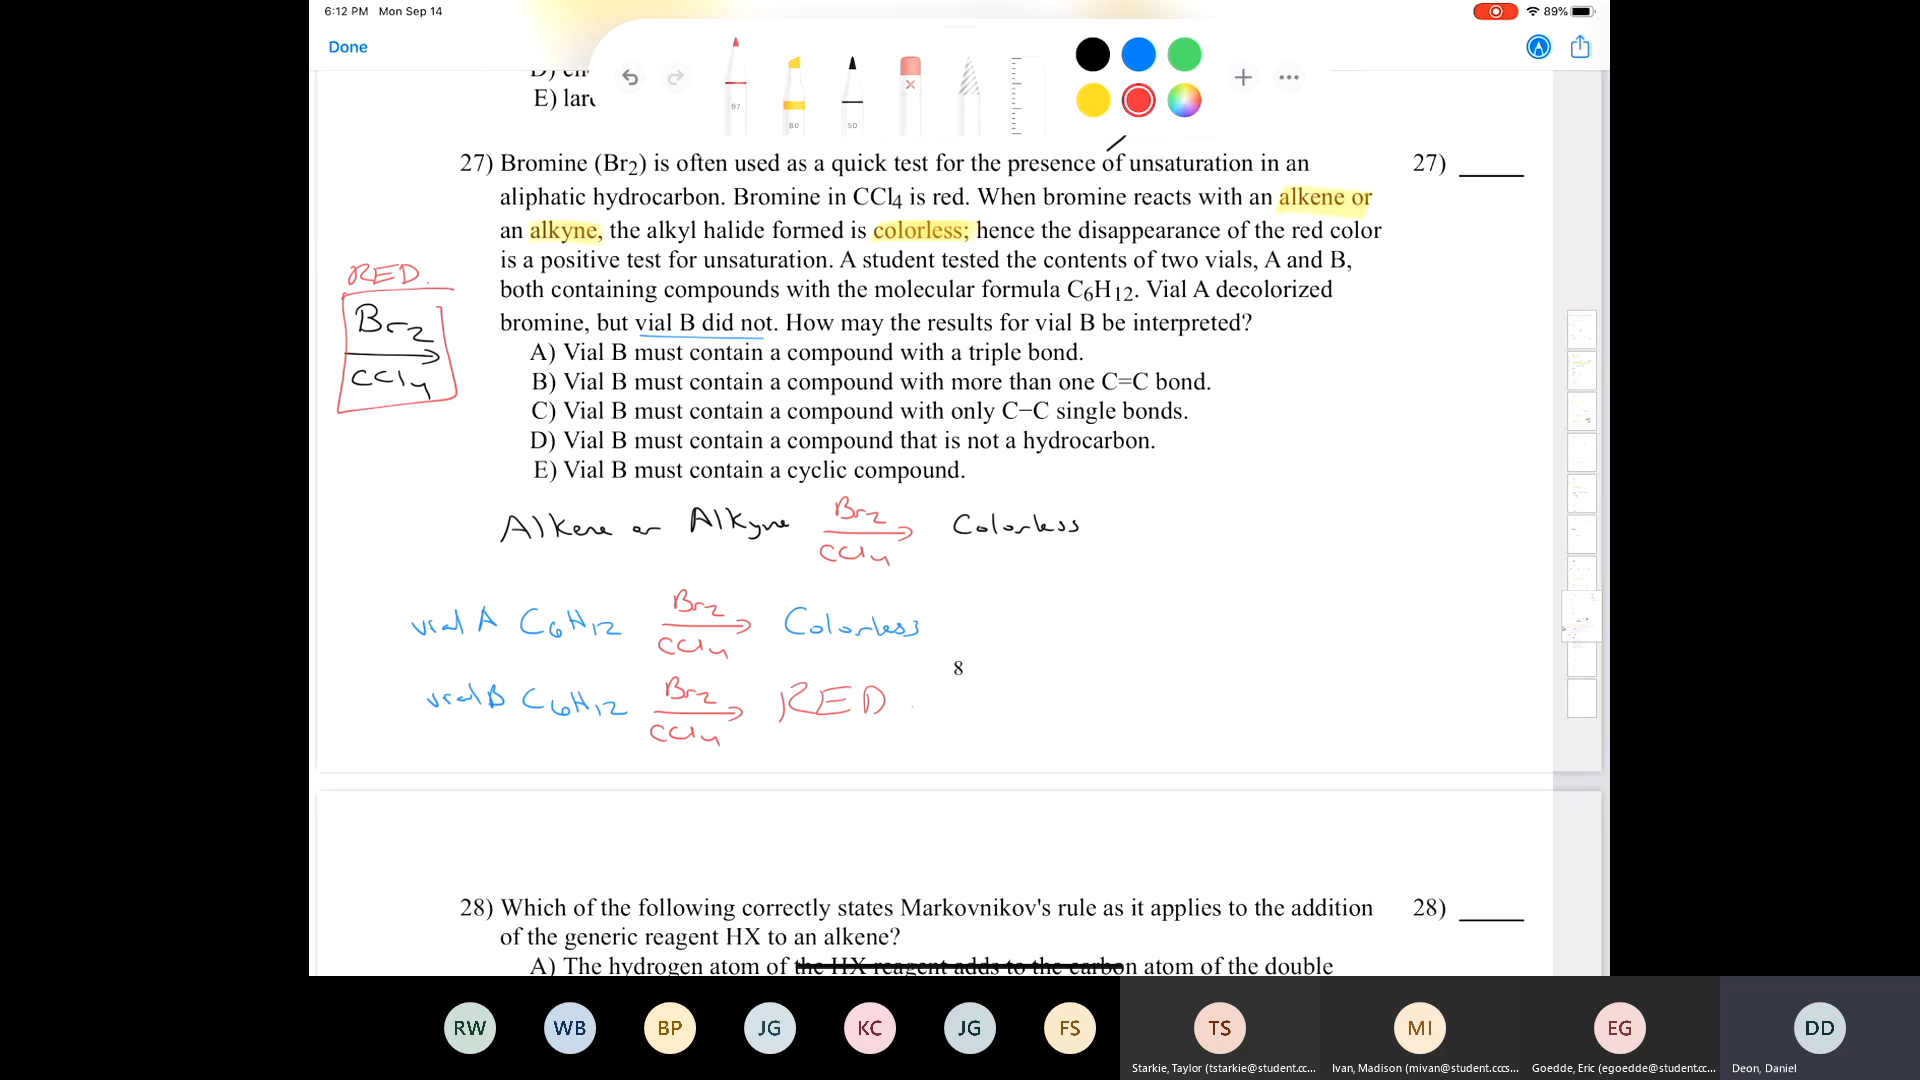 6:12 PM Mon Sep 14
89%
Done
97
80
50
E)
27) Bromine (Br2) is often used as a quick test for the presence of unsaturation in an 27)
aliphatic hydrocarbon. Bromine in CCl4 is red. When bromine reacts with an alkene or
an alkyne, the alkyl halide formed is colorless; hence the disappearance of the red color
is a positive test for unsaturation. A student tested the contents of two vials, A and B,
both containing compounds with the molecular formula C6H12. Vial A decolorized
bromine, but vial B did not. How may the results for vial B be interpreted?
A) Vial B must contain a compound with a triple bond.
B) Vial B must contain a compound with more than one C=C bond.
C) Vial B must contain a compound with only C−C single bonds.
D) Vial B must contain a compound that is not a hydrocarbon.
E) Vial B must contain a cyclic compound.
RED.
Br2
CCl4
Alkene or Alkyne Br2 Colorless
CCl4
vial A C6H12 Br2 Colorless
CCl4
8
vial B C6H12 Br2 RED
CCl4
28) Which of the following correctly states Markovnikov's rule as it applies to the addition 28)
of the generic reagent HX to an alkene?
A) The hydrogen atom of the HX reagent adds to the carbon atom of the double
RW WB BP JG KC JG FS TS MI EG DD
Starkie, Taylor (tstarkie@student.cc... Ivan, Madison (mivan@student.cccs... Goedde, Eric (egoedde@student.cc... Deon, Daniel